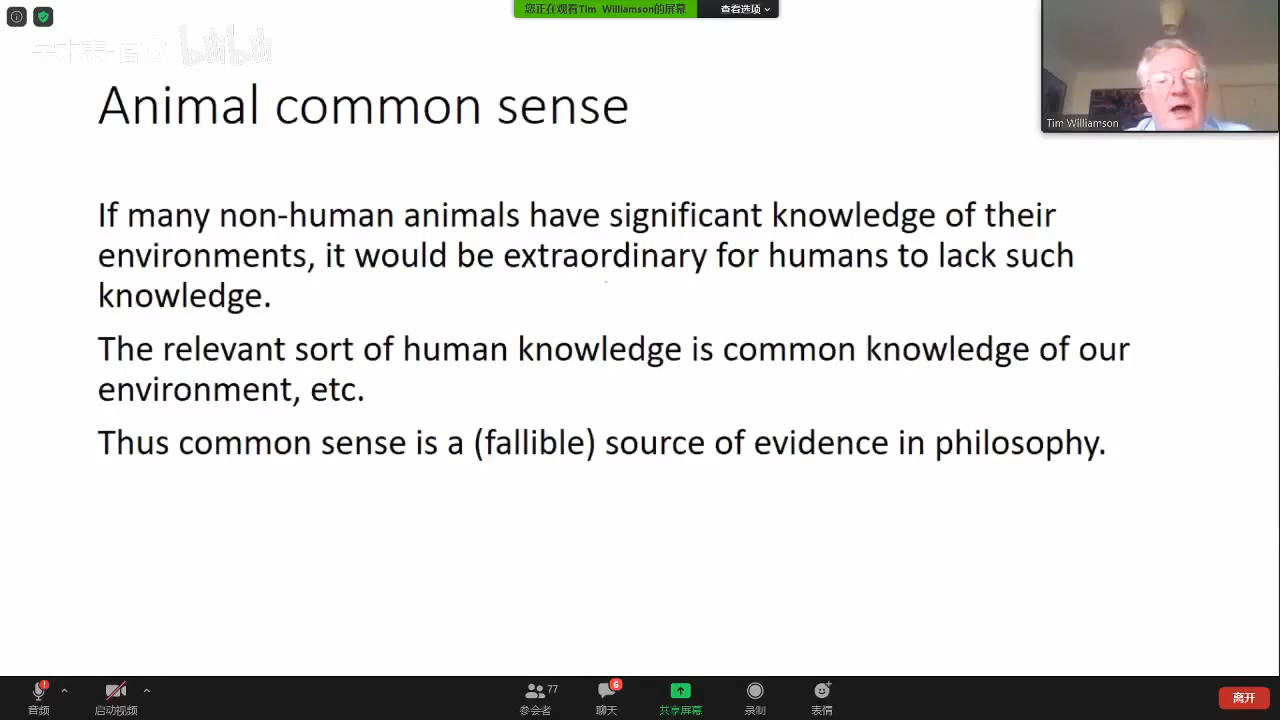 您正在观看Tim Williamson的屏幕
查看选项
bilibili
Tim Williamson
Animal common sense
If many non-human animals have significant knowledge of their
environments, it would be extraordinary for humans to lack such
knowledge.
The relevant sort of human knowledge is common knowledge of our
environment, etc.
Thus common sense is a (fallible) source of evidence in philosophy.
音频
启动视频
77
参会者
6
聊天
共享屏幕
录制
表情
离开